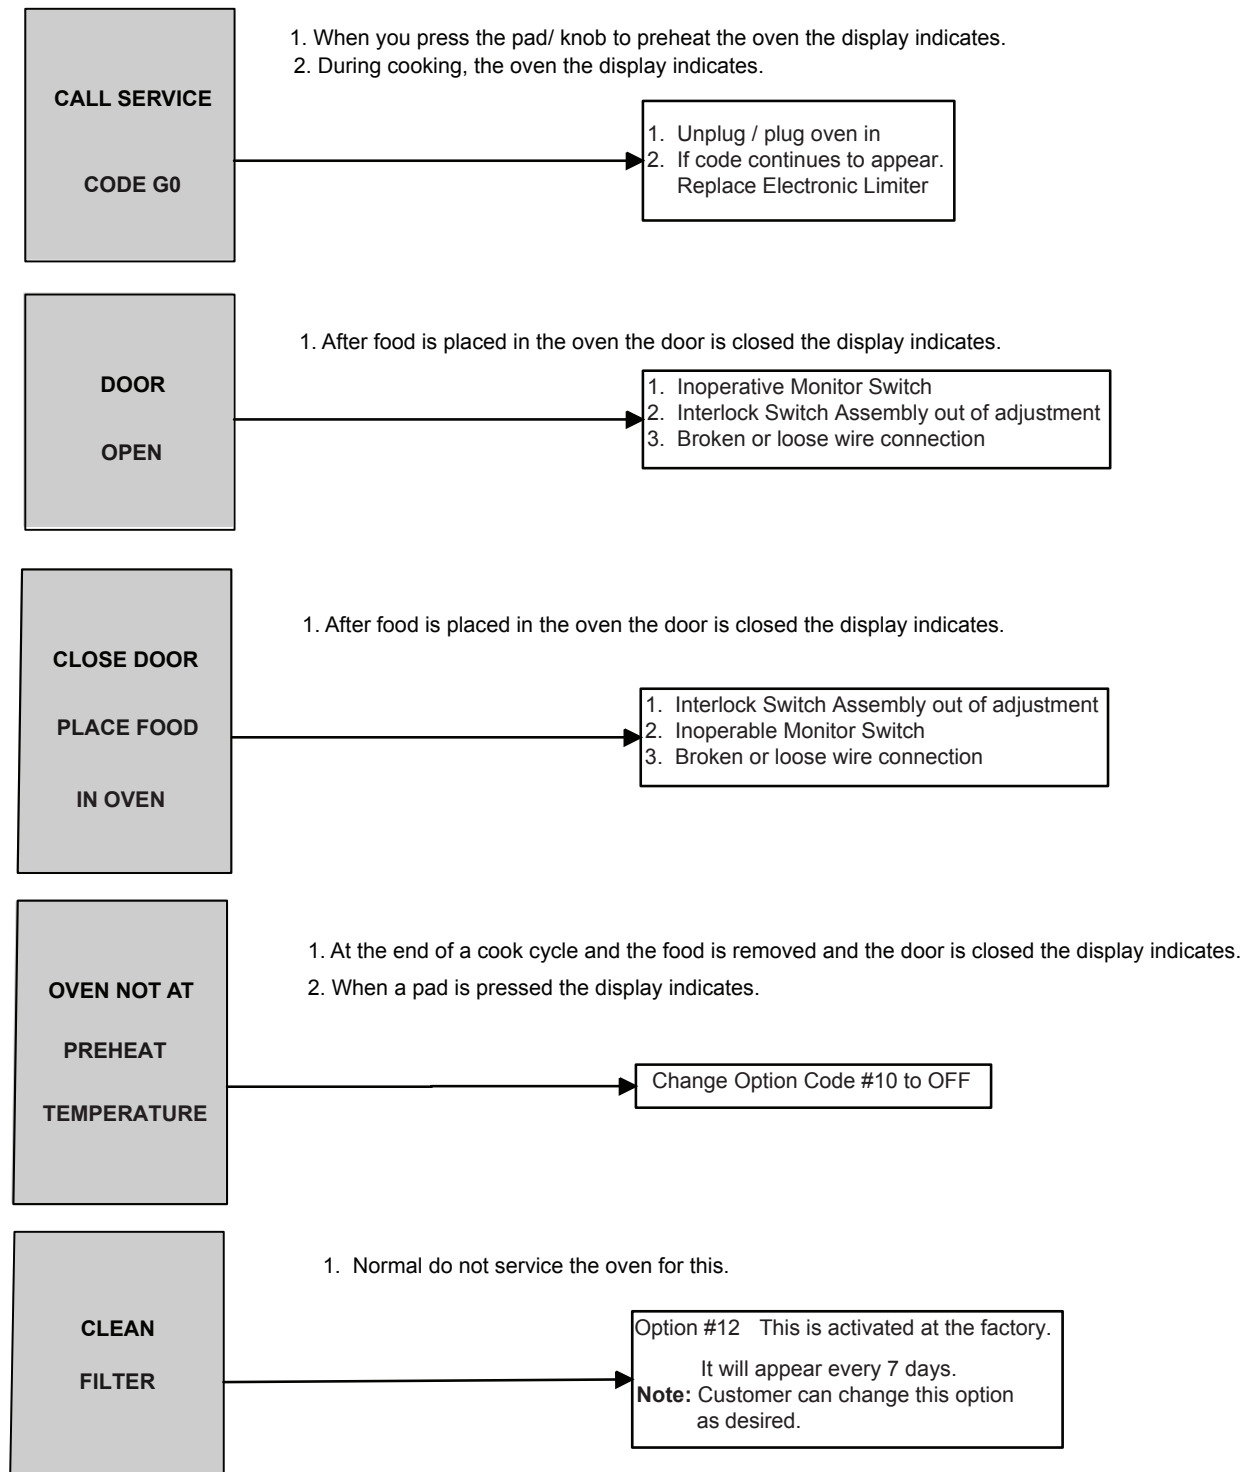 1. When you press the pad/ knob to preheat the oven the display indicates.
2. During cooking, the oven the display indicates.
CALL SERVICE
CODE G0
1. Unplug / plug oven in
2. If code continues to appear.
Replace Electronic Limiter
1. After food is placed in the oven the door is closed the display indicates.
DOOR
OPEN
1. Inoperative Monitor Switch
2. Interlock Switch Assembly out of adjustment
3. Broken or loose wire connection
1. After food is placed in the oven the door is closed the display indicates.
CLOSE DOOR
PLACE FOOD
IN OVEN
1. Interlock Switch Assembly out of adjustment
2. Inoperable Monitor Switch
3. Broken or loose wire connection
1. At the end of a cook cycle and the food is removed and the door is closed the display indicates.
2. When a pad is pressed the display indicates.
OVEN NOT AT
PREHEAT
TEMPERATURE
Change Option Code #10 to OFF
1. Normal do not service the oven for this.
CLEAN
FILTER
Option #12 This is activated at the factory.
It will appear every 7 days.
Note: Customer can change this option
as desired.